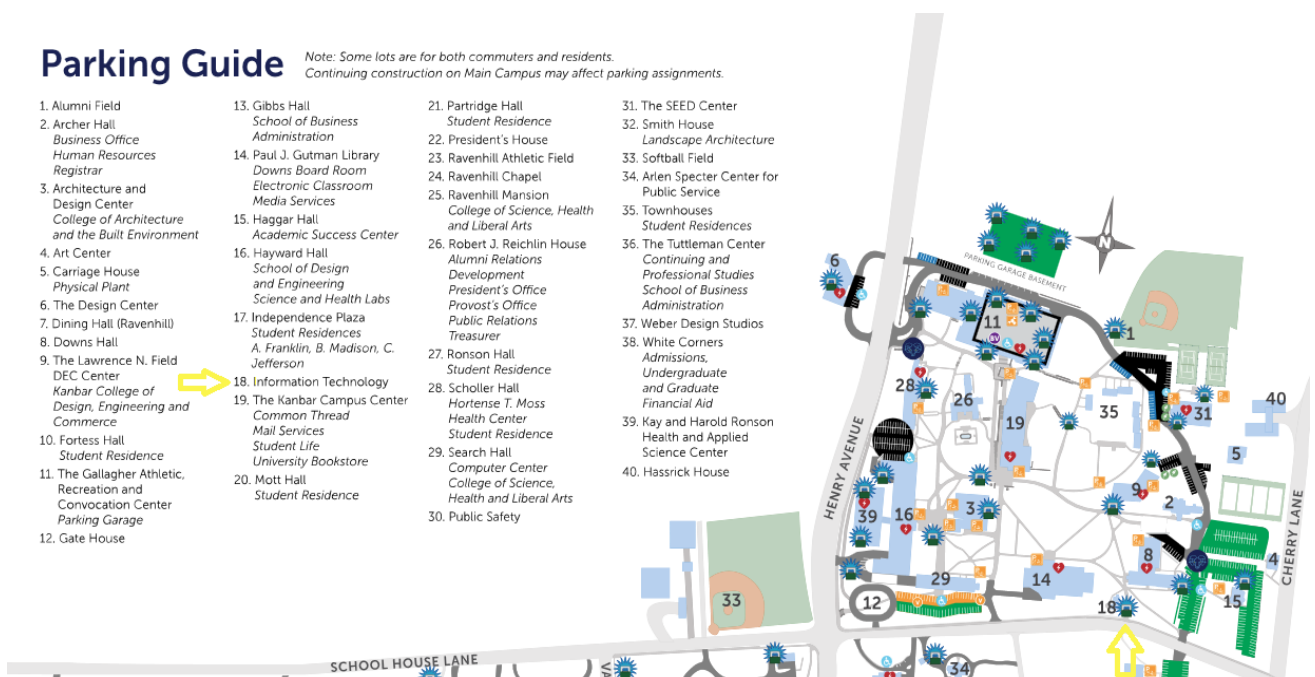 Parking Guide
Note: Some lots are for both commuters and residents.
Continuing construction on Main Campus may affect parking assignments.
1. Alumni Field
2. Archer Hall
Business Office
Human Resources
Registrar
3. Architecture and
Design Center
College of Architecture
and the Built Environment
4. Art Center
5. Carriage House
Physical Plant
6. The Design Center
7. Dining Hall (Ravenhill)
8. Downs Hall
9. The Lawrence N. Field
DEC Center
Kanbar College of
Design, Engineering and
Commerce
10. Fortess Hall
Student Residence
11. The Gallagher Athletic,
Recreation and
Convocation Center
Parking Garage
12. Gate House
13. Gibbs Hall
School of Business
Administration
14. Paul J. Gutman Library
Downs Board Room
Electronic Classroom
Media Services
15. Haggar Hall
Academic Success Center
16. Hayward Hall
School of Design
and Engineering
Science and Health Labs
17. Independence Plaza
Student Residences
A. Franklin, B. Madison, C.
Jefferson
18. Information Technology
19. The Kanbar Campus Center
Common Thread
Mail Services
Student Life
University Bookstore
20. Mott Hall
Student Residence
21. Partridge Hall
Student Residence
22. President's House
23. Ravenhill Athletic Field
24. Ravenhill Chapel
25. Ravenhill Mansion
College of Science, Health
and Liberal Arts
26. Robert J. Reichlin House
Alumni Relations
Development
President's Office
Provost's Office
Public Relations
Treasurer
27. Ronson Hall
Student Residence
28. Scholler Hall
Hortense T. Moss
Health Center
Student Residence
29. Search Hall
Computer Center
College of Science,
Health and Liberal Arts
30. Public Safety
31. The SEED Center
32. Smith House
Landscape Architecture
33. Softball Field
34. Arlen Specter Center for
Public Service
35. Townhouses
Student Residences
36. The Tuttleman Center
Continuing and
Professional Studies
School of Business
Administration
37. Weber Design Studios
38. White Corners
Admissions,
Undergraduate
and Graduate
Financial Aid
39. Kay and Harold Ronson
Health and Applied
Science Center
40. Hassrick House
N
PARKING GARAGE BASEMENT
6
11
EV
1
28
26
19
35
31
40
5
HENRY AVENUE
9
2
39
16
3
CHERRY LANE
8
4
29
14
15
33
12
18
SCHOOL HOUSE LANE
VA
34